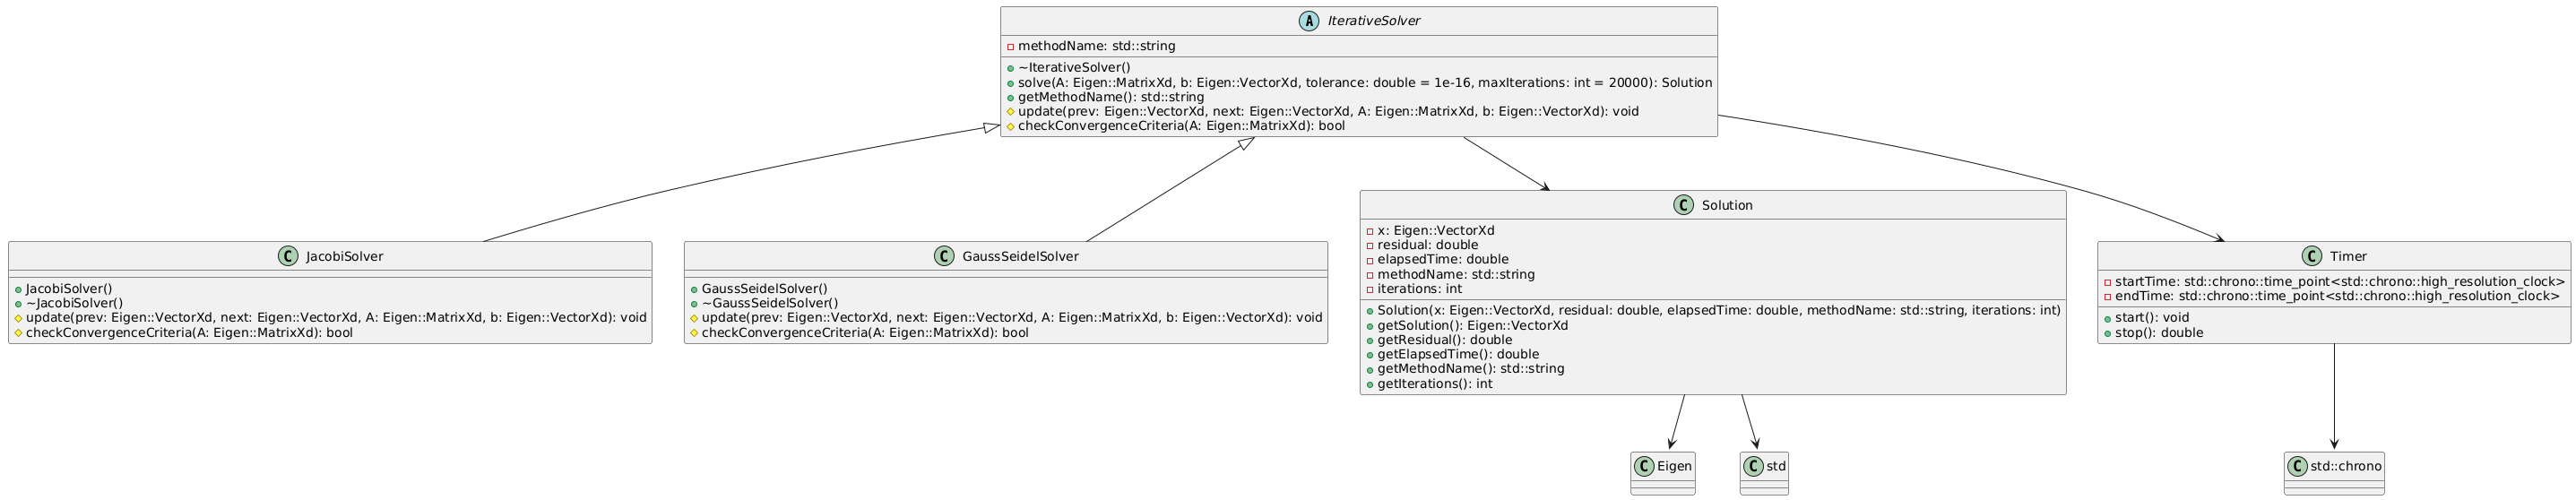 A IterativeSolver
methodName: std::string
~IterativeSolver()
solve(A: Eigen::MatrixXd, b: Eigen::VectorXd, tolerance: double = 1e-16, maxIterations: int = 20000): Solution
getMethodName(): std::string
update(prev: Eigen::VectorXd, next: Eigen::VectorXd, A: Eigen::MatrixXd, b: Eigen::VectorXd): void
checkConvergenceCriteria(A: Eigen::MatrixXd): bool
C JacobiSolver
JacobiSolver()
~JacobiSolver()
update(prev: Eigen::VectorXd, next: Eigen::VectorXd, A: Eigen::MatrixXd, b: Eigen::VectorXd): void
checkConvergenceCriteria(A: Eigen::MatrixXd): bool
C GaussSeidelSolver
GaussSeidelSolver()
~GaussSeidelSolver()
update(prev: Eigen::VectorXd, next: Eigen::VectorXd, A: Eigen::MatrixXd, b: Eigen::VectorXd): void
checkConvergenceCriteria(A: Eigen::MatrixXd): bool
C Solution
x: Eigen::VectorXd
residual: double
elapsedTime: double
methodName: std::string
iterations: int
Solution(x: Eigen::VectorXd, residual: double, elapsedTime: double, methodName: std::string, iterations: int)
getSolution(): Eigen::VectorXd
getResidual(): double
getElapsedTime(): double
getMethodName(): std::string
getIterations(): int
C Timer
startTime: std::chrono::time_point<std::chrono::high_resolution_clock>
endTime: std::chrono::time_point<std::chrono::high_resolution_clock>
start(): void
stop(): double
C Eigen
C std
C std::chrono